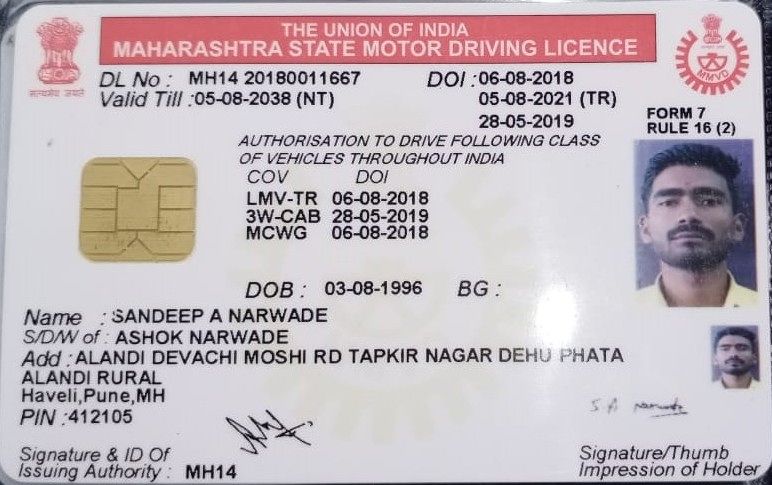 THE UNION OF INDIA
MAHARASHTRA STATE MOTOR DRIVING LICENCE
सत्यमेव जयते
MMVD
DL No : MH14 20180011667 DOI : 06-08-2018
Valid Till : 05-08-2038 (NT) 05-08-2021 (TR)
28-05-2019
FORM 7
RULE 16 (2)
AUTHORISATION TO DRIVE FOLLOWING CLASS
OF VEHICLES THROUGHOUT INDIA
COV DOI
LMV-TR 06-08-2018
3W-CAB 28-05-2019
MCWG 06-08-2018
DOB : 03-08-1996 BG :
Name : SANDEEP A NARWADE
S/D/W of : ASHOK NARWADE
Add : ALANDI DEVACHI MOSHI RD TAPKIR NAGAR DEHU PHATA
ALANDI RURAL
Haveli,Pune,MH
PIN : 412105
Signature & ID Of
Issuing Authority : MH14
S A
Signature/Thumb
Impression of Holder